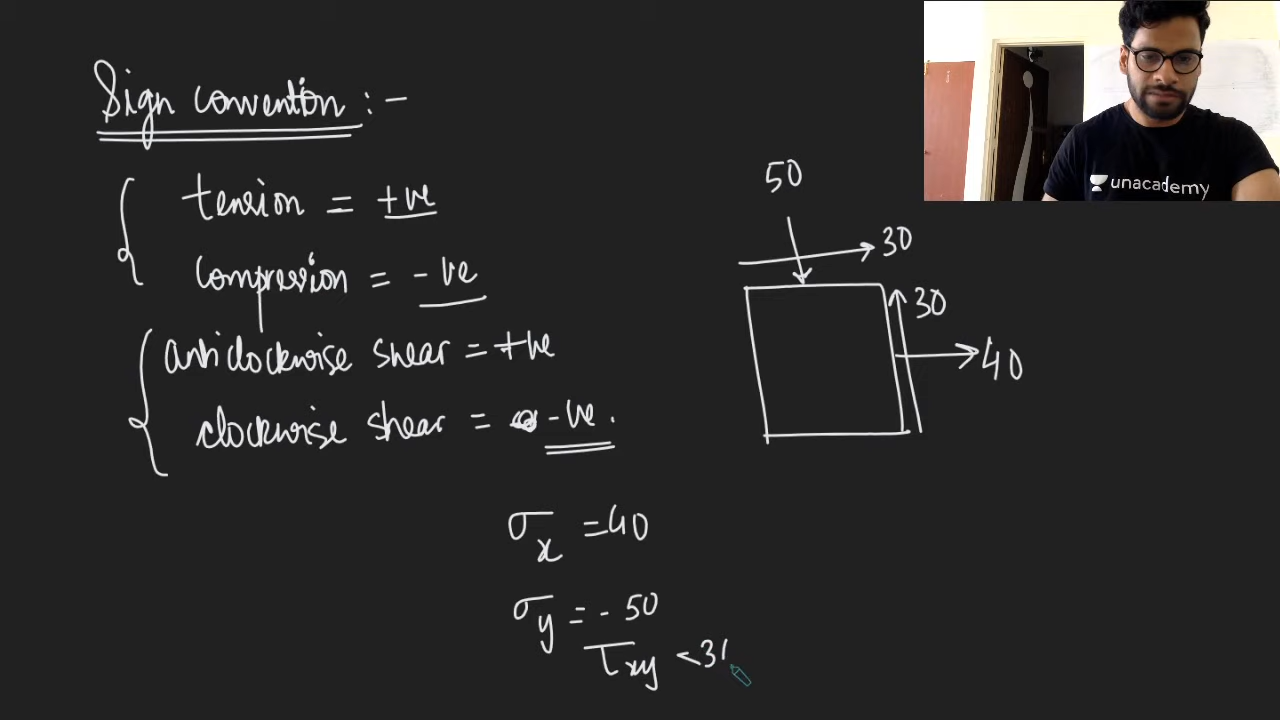 Sign convention : -
tension = +ve
compression = - ve
anticlockwise shear = +ve
clockwise shear = - ve .
50
30
30
40
σx = 40
σy = - 50
τxy
unacademy